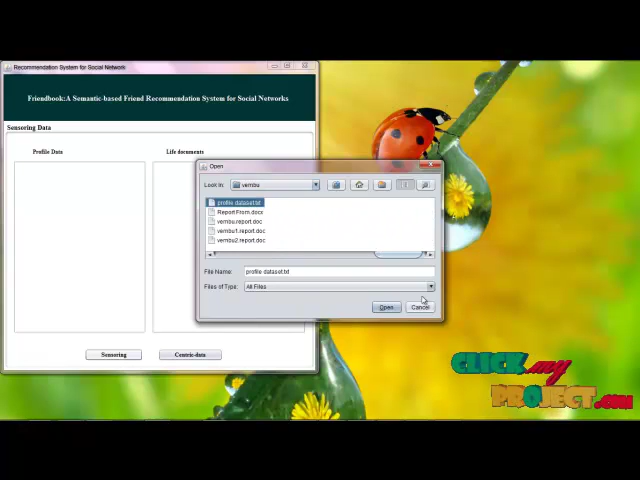 Recommendation System for Social Network
Friendbook:A Semantic-based Friend Recommendation System for Social Networks
Sensoring Data
Profile Data
Life documents
Open
Look In:
vembu
profile dataset.txt
Report From.docx
vembu.report.doc
vembu1.report.doc
vembu2.report.doc
File Name:
profile dataset.txt
Files of Type:
All Files
Open
Cancel
Sensoring
Centric-data
CLICK my
PROJECT.com